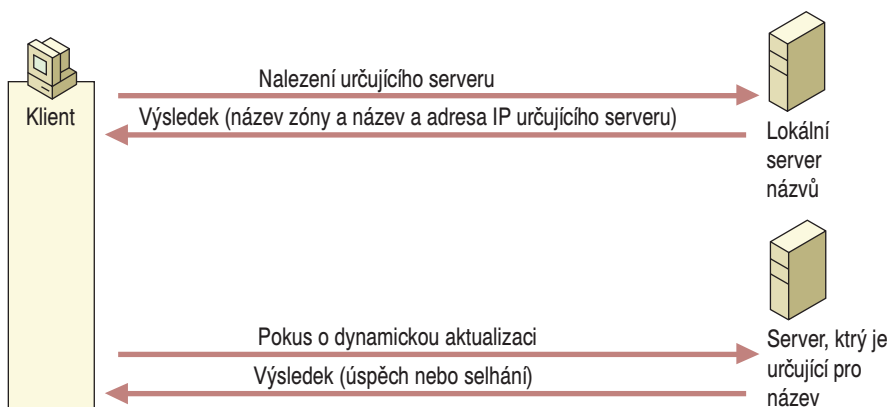 Nalezení určujícího serveru
Klient
Výsledek (název zóny a název a adresa IP určujícího serveru)
Lokální
server
názvů
Pokus o dynamickou aktualizaci
Server, ktrý je
určující pro
název
Výsledek (úspěch nebo selhání)